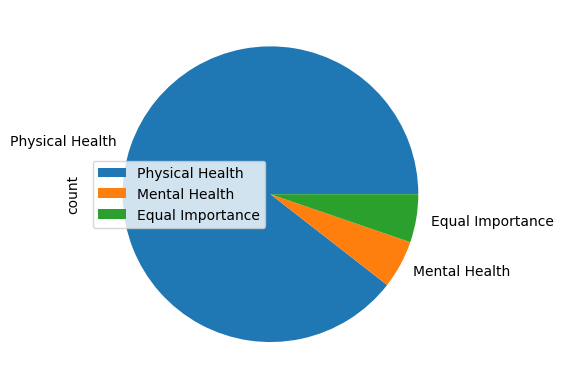 Physical Health
count
Physical Health
Mental Health
Equal Importance
Equal Importance
Mental Health